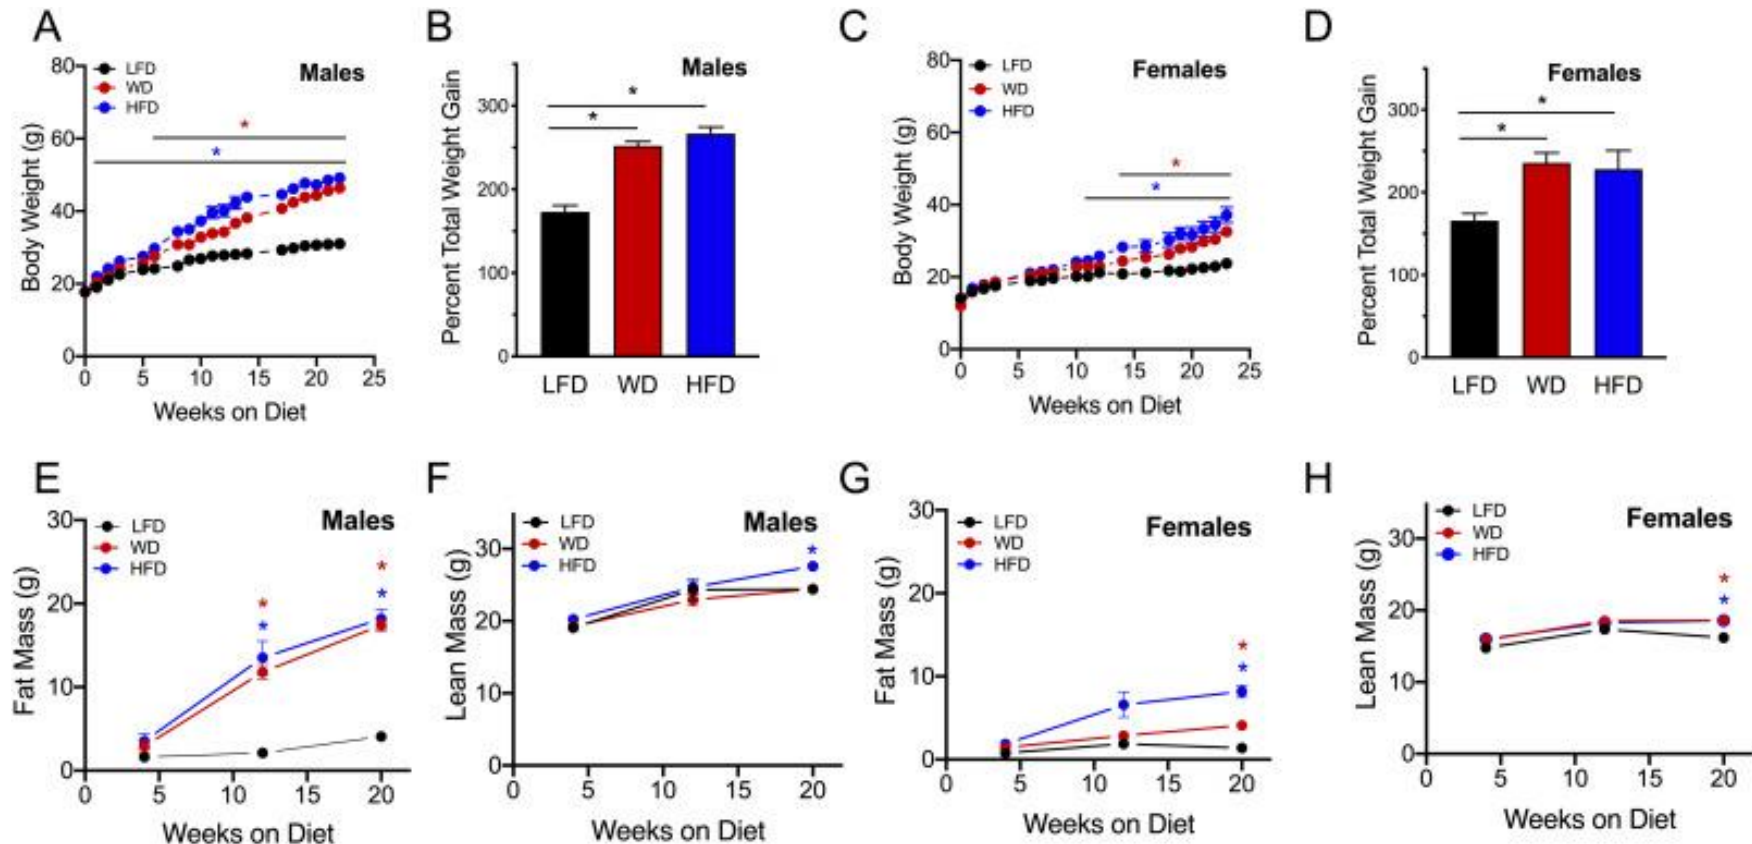 A
Males
LFD
WD
HFD
80
60
40
20
0
*
*
Body Weight (g)
0 5 10 15 20 25
Weeks on Diet
B
Males
300
200
100
0
*
*
Percent Total Weight Gain
LFD WD HFD
C
Females
LFD
WD
HFD
80
60
40
20
0
*
*
Body Weight (g)
0 5 10 15 20 25
Weeks on Diet
D
Females
300
200
100
0
*
*
Percent Total Weight Gain
LFD WD HFD
E
Males
LFD
WD
HFD
30
20
10
0
* *
* *
Fat Mass (g)
0 5 10 15 20
Weeks on Diet
F
Males
LFD
WD
HFD
30
20
10
0
*
Lean Mass (g)
0 5 10 15 20
Weeks on Diet
G
Females
LFD
WD
HFD
30
20
10
0
*
*
Fat Mass (g)
0 5 10 15 20
Weeks on Diet
H
Females
LFD
WD
HFD
30
20
10
0
*
*
Lean Mass (g)
0 5 10 15 20
Weeks on Diet